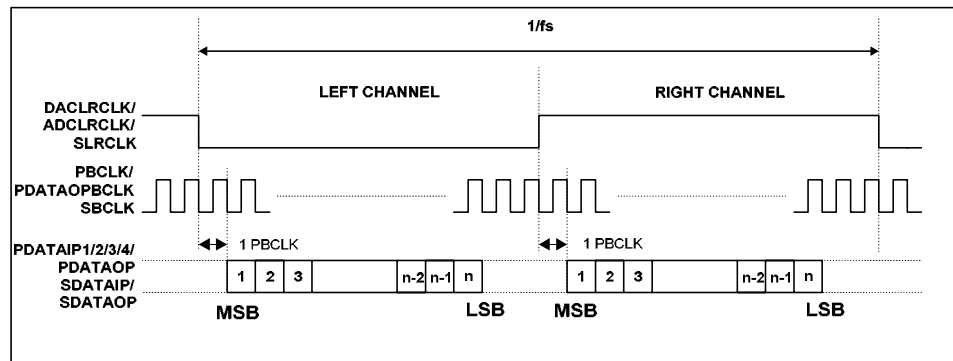 1/fs
LEFT CHANNEL
RIGHT CHANNEL
DACLRCLK/
ADCLRCLK/
SLRCLK
PBCLK/
PDATAOPBCLK
SBCLK
1 PBCLK
1 PBCLK
PDATAIP1/2/3/4/
PDATAOP
SDATAIP/
SDATAOP
1 2 3 n-2 n-1 n
1 2 3 n-2 n-1 n
MSB LSB MSB LSB